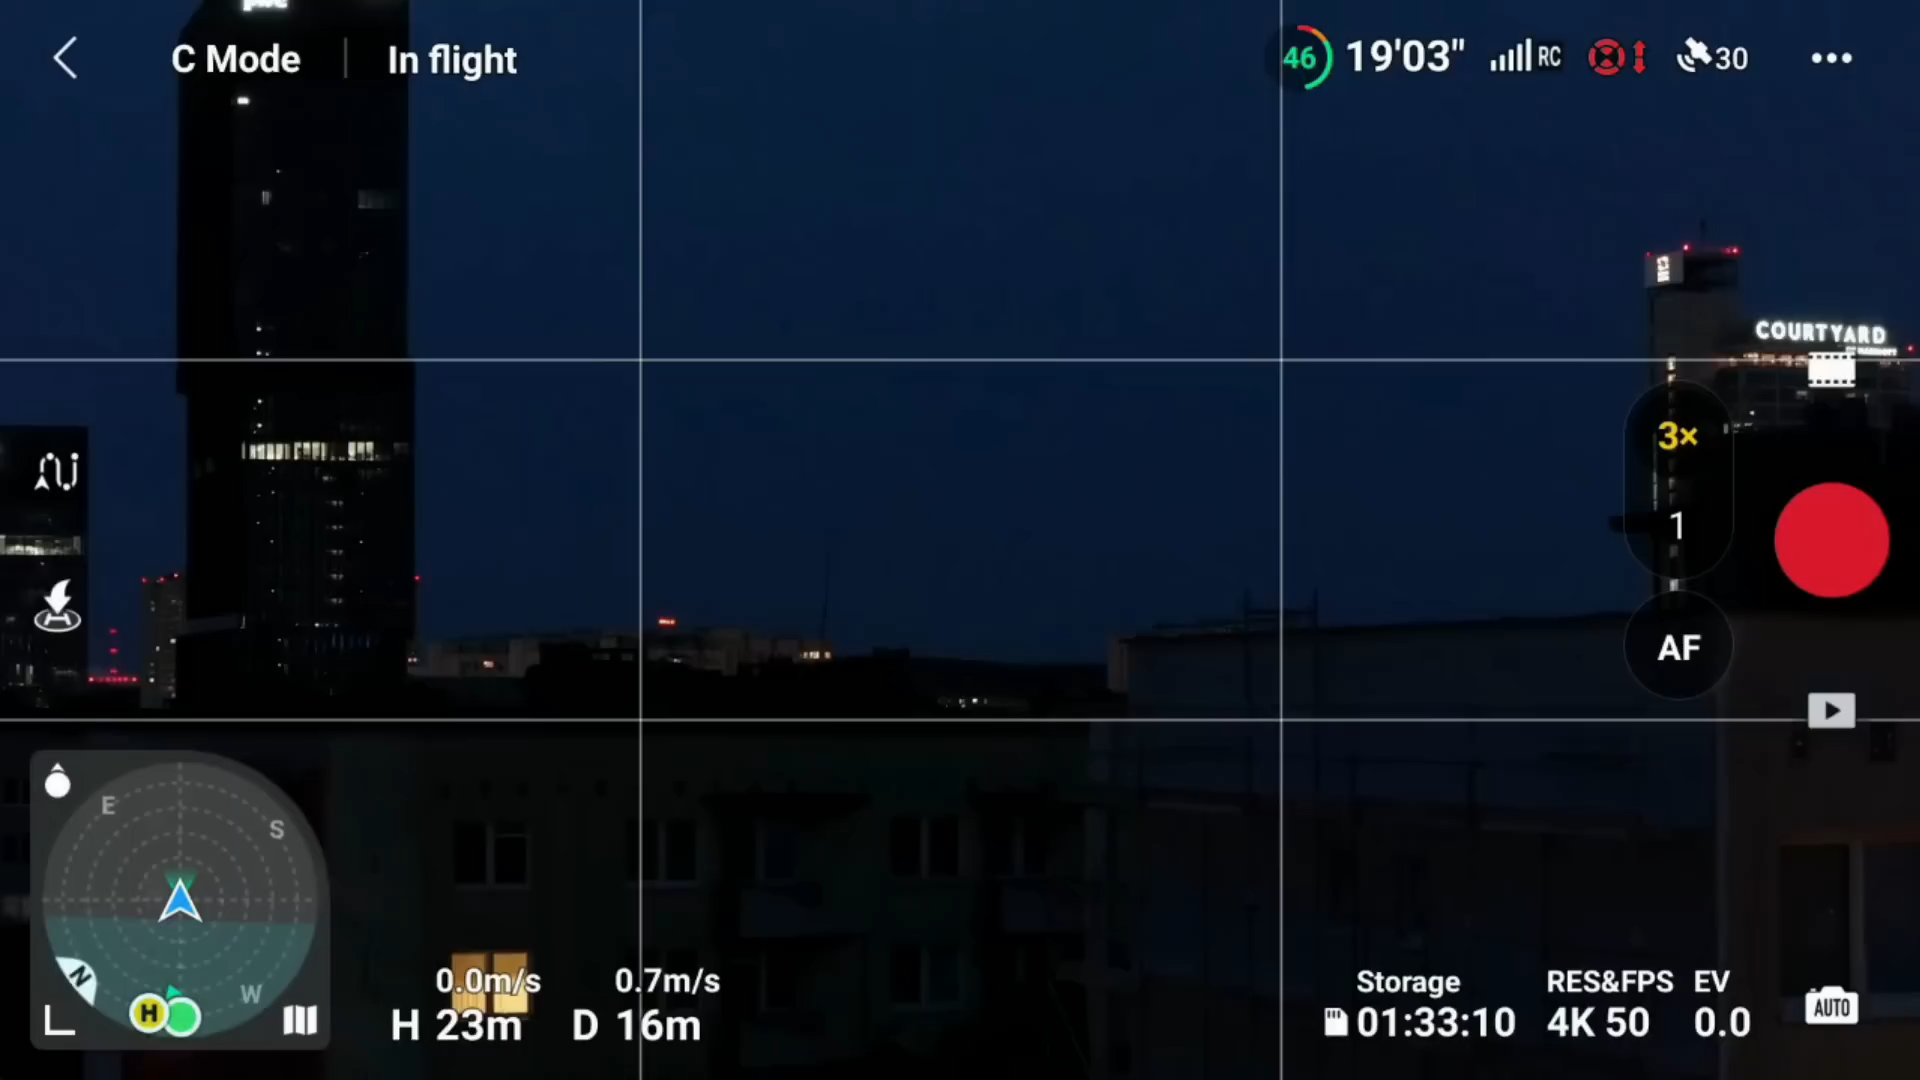 C Mode | In flight
46 19'03" RC 30
COURTYARD
3×
1
AF
E
S
N
W
H
0.0m/s 0.7m/s
H 23m D 16m
Storage RES&FPS EV
01:33:10 4K 50 0.0
AUTO